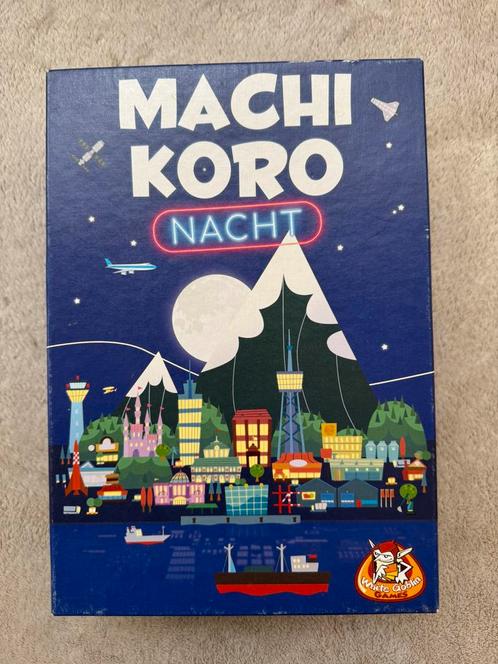 MACHI
KORO
NACHT
White Goblin
GAMES